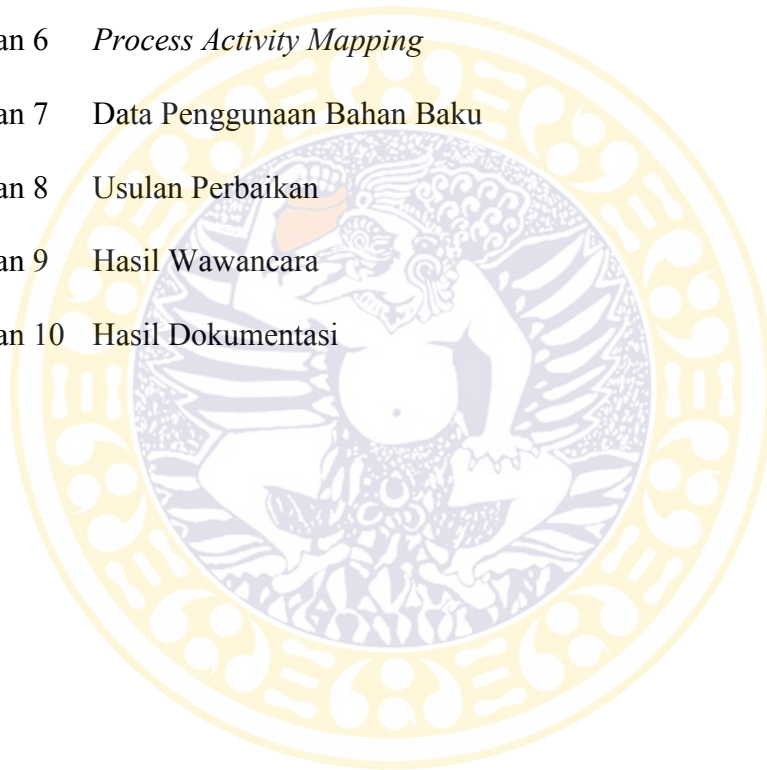 an 6 Process Activity Mapping
an 7 Data Penggunaan Bahan Baku
an 8 Usulan Perbaikan
an 9 Hasil Wawancara
an 10 Hasil Dokumentasi